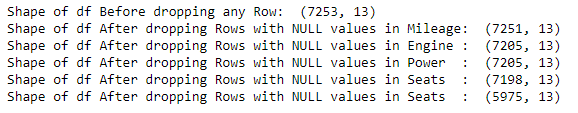 Shape of df Before dropping any Row:  (7253, 13)
Shape of df After dropping Rows with NULL values in Mileage:  (7251, 13)
Shape of df After dropping Rows with NULL values in Engine :  (7205, 13)
Shape of df After dropping Rows with NULL values in Power  :  (7205, 13)
Shape of df After dropping Rows with NULL values in Seats  :  (7198, 13)
Shape of df After dropping Rows with NULL values in Seats  :  (5975, 13)